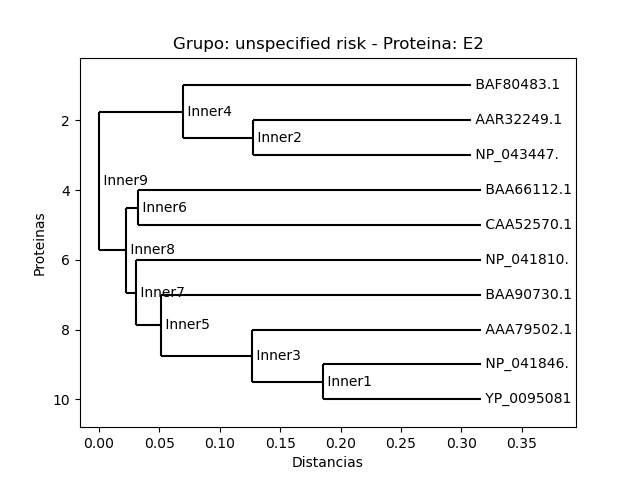 Grupo: unspecified risk - Proteina: E2
BAF80483.1
Inner4
2
AAR32249.1
Inner2
NP_043447.
Inner9
4
BAA66112.1
Inner6
CAA52570.1
Inner8
6
NP_041810.
Inner7
BAA90730.1
Inner5
8
AAA79502.1
Inner3
NP_041846.
Inner1
10
YP_0095081
Proteinas
0.00 0.05 0.10 0.15 0.20 0.25 0.30 0.35
Distancias